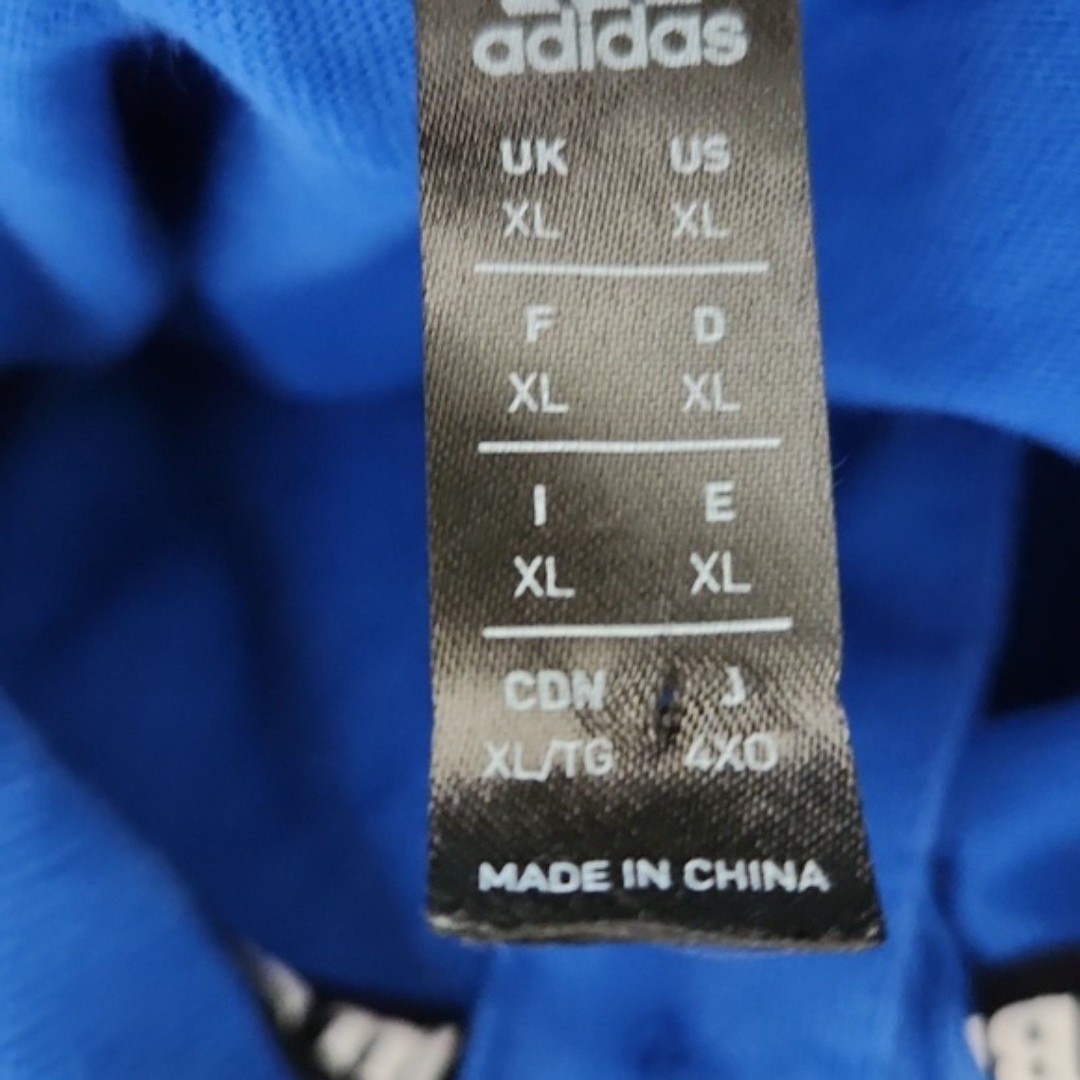 adidas
UK US
XL XL
F D
XL XL
I E
XL XL
CDN J
XL/TG 4XO
MADE IN CHINA